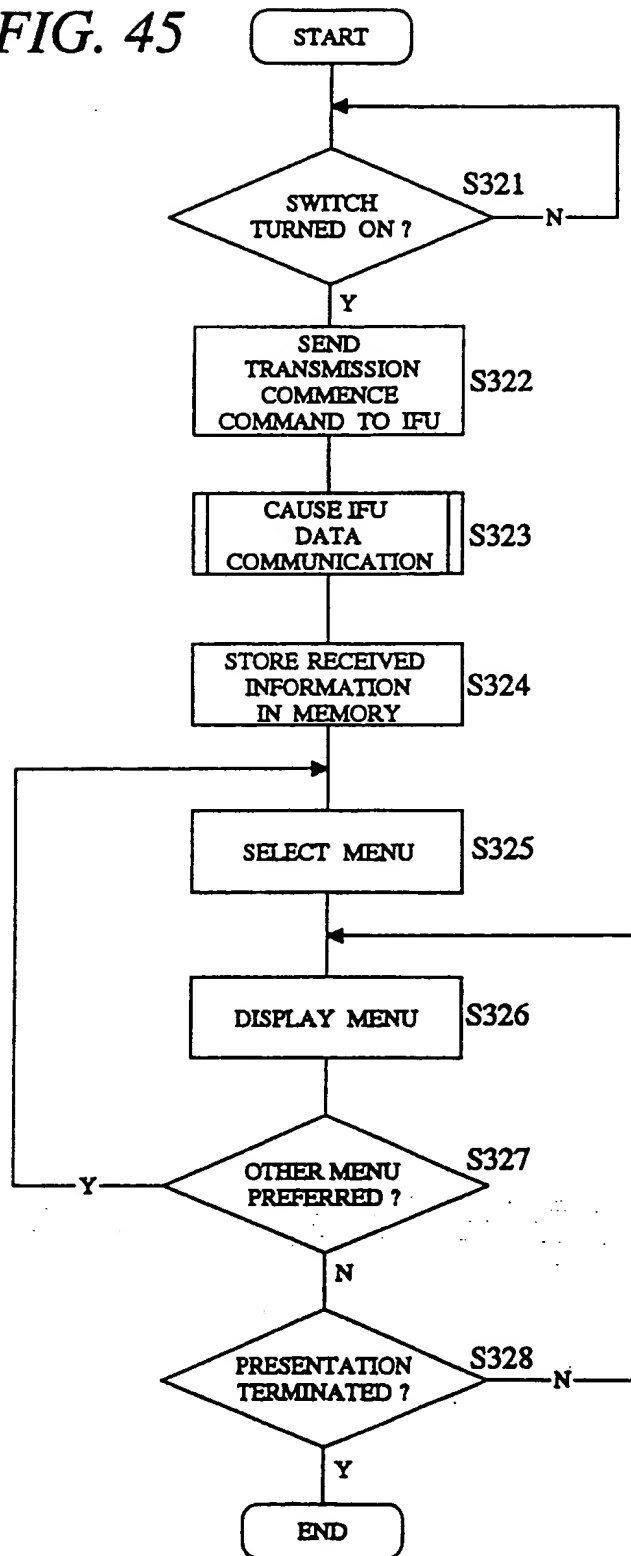 FIG. 45
START
S321
SWITCH
TURNED ON ?
N
Y
SEND
TRANSMISSION
COMMENCE
COMMAND TO IFU
S322
CAUSE IFU
DATA
COMMUNICATION
S323
STORE RECEIVED
INFORMATION
IN MEMORY
S324
SELECT MENU
S325
DISPLAY MENU
S326
S327
OTHER MENU
PREFERRED ?
Y
N
S328
PRESENTATION
TERMINATED ?
N
Y
END